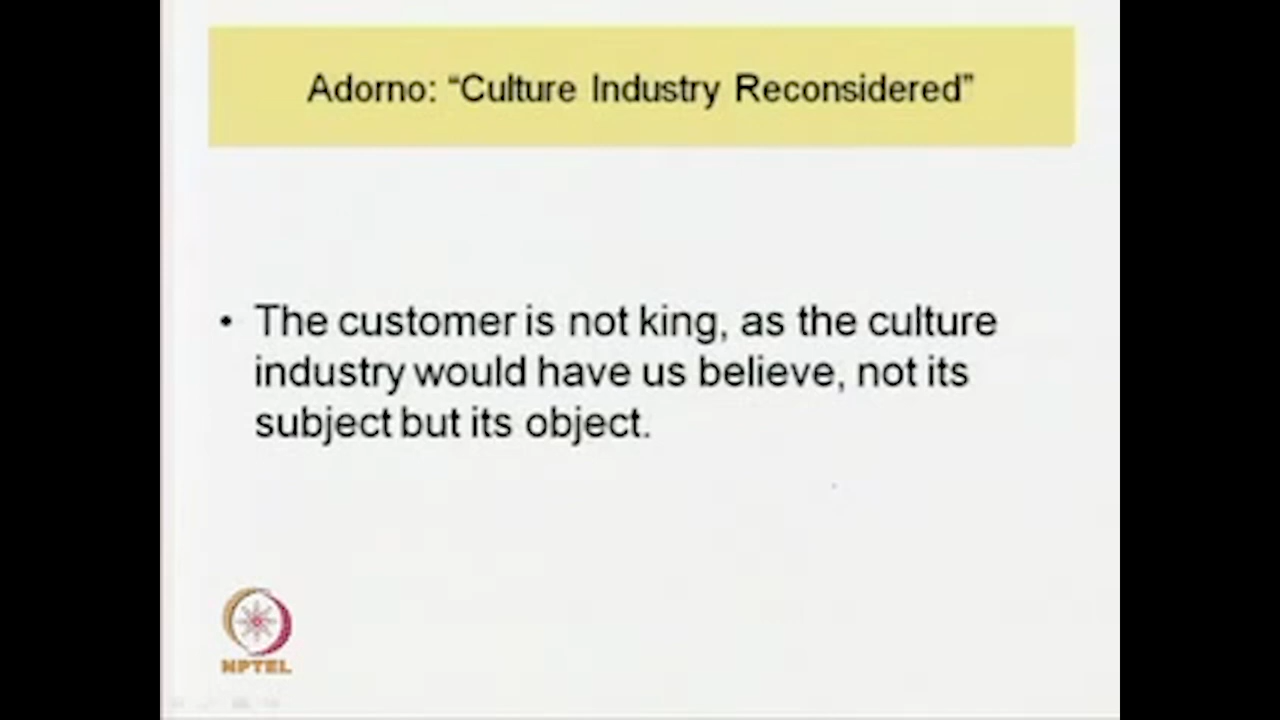 Adorno: “Culture Industry Reconsidered”
• The customer is not king, as the culture
industry would have us believe, not its
subject but its object.
NPTEL